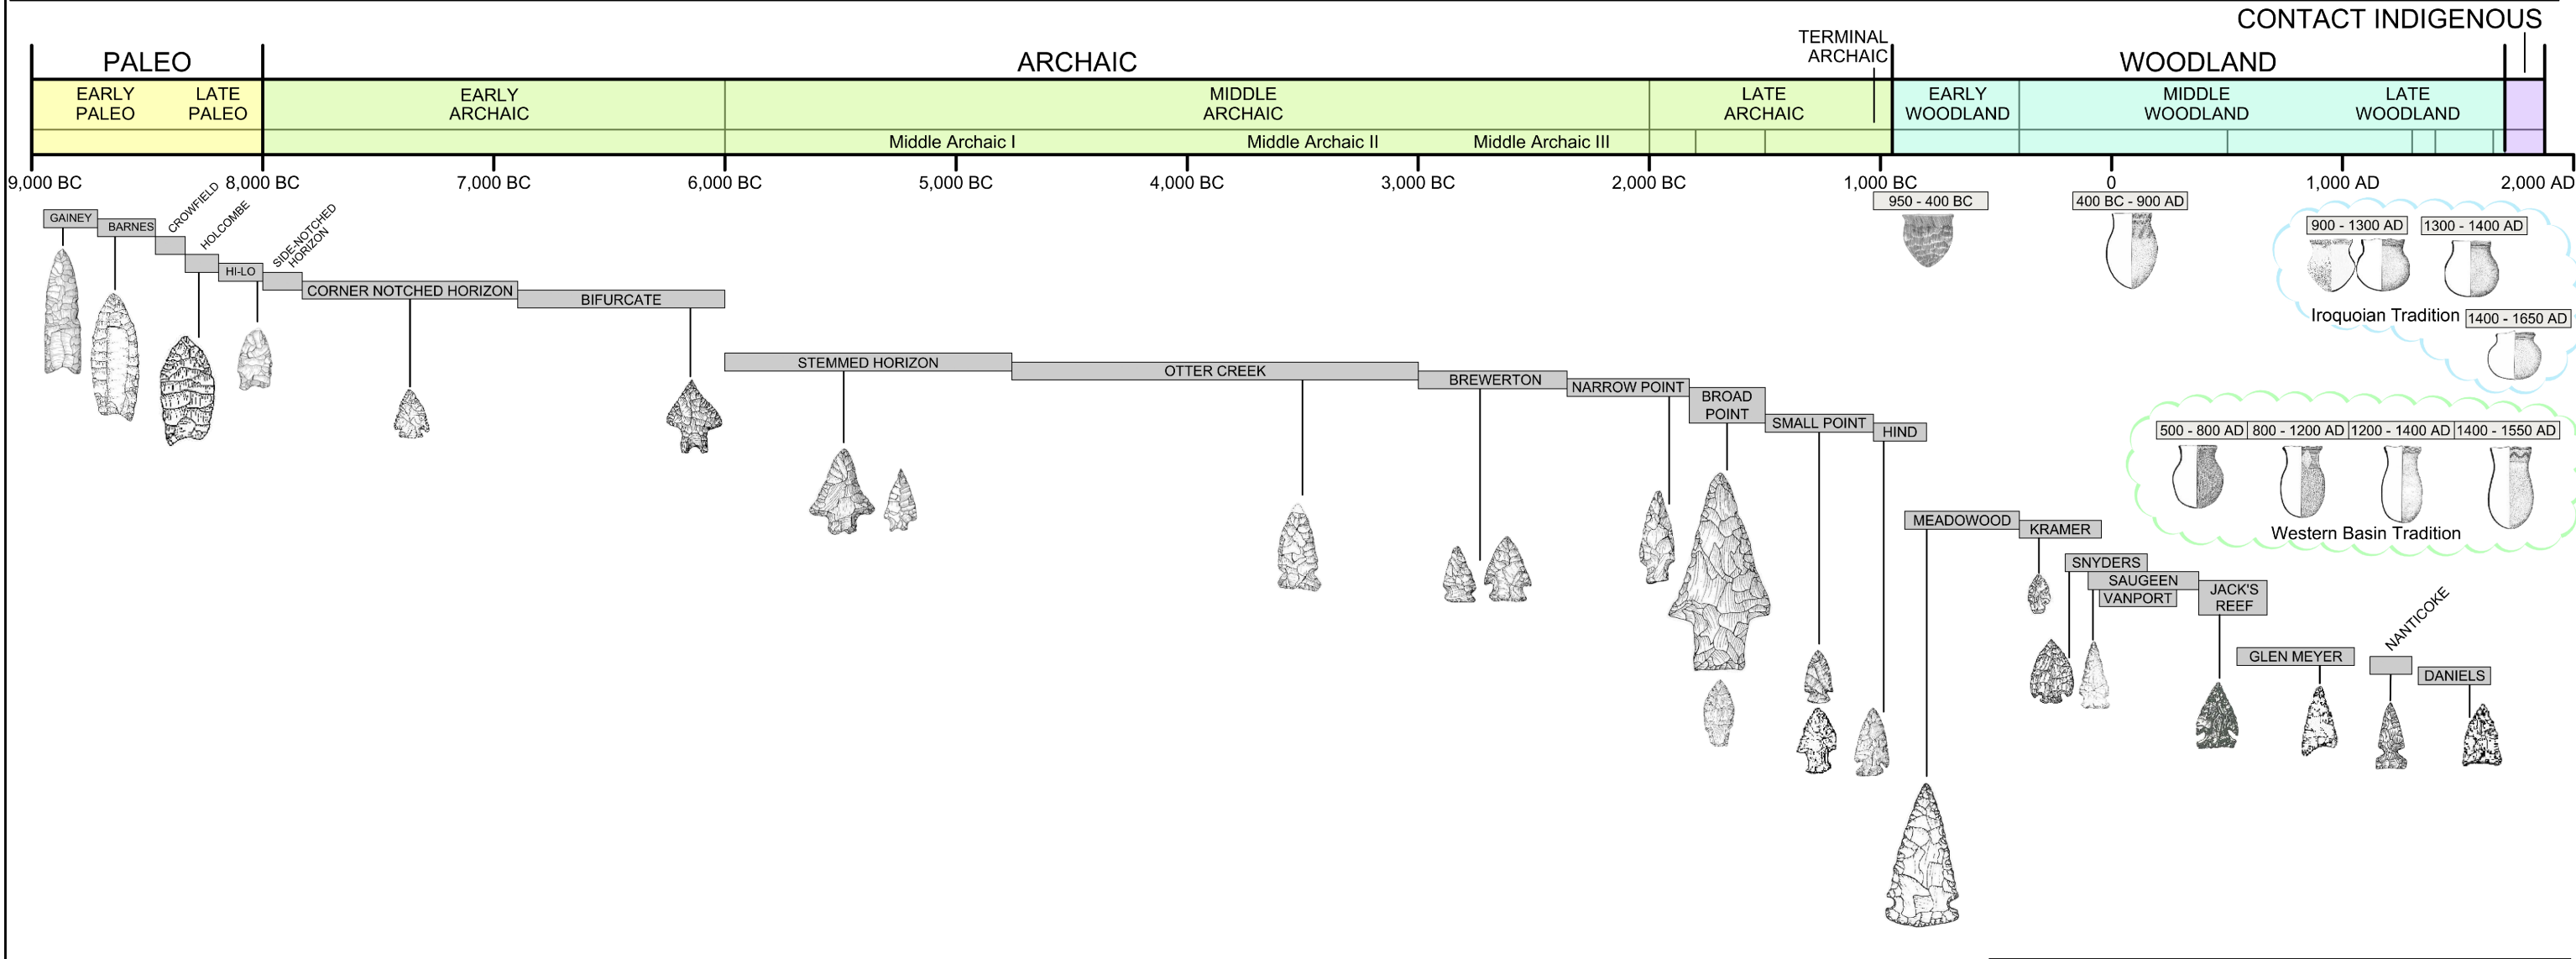 CONTACT INDIGENOUS
PALEO
ARCHAIC
TERMINAL
ARCHAIC
WOODLAND
EARLY
PALEO
LATE
PALEO
EARLY
ARCHAIC
MIDDLE
ARCHAIC
LATE
ARCHAIC
EARLY
WOODLAND
MIDDLE
WOODLAND
LATE
WOODLAND
Middle Archaic I
Middle Archaic II
Middle Archaic III
9,000 BC
8,000 BC
7,000 BC
6,000 BC
5,000 BC
4,000 BC
3,000 BC
2,000 BC
1,000 BC
0
1,000 AD
2,000 AD
GAINEY
BARNES
CROWFIELD
HOLCOMBE
HI-LO
SIDE-NOTCHED
HORIZON
CORNER NOTCHED HORIZON
BIFURCATE
STEMMED HORIZON
OTTER CREEK
BREWERTON
NARROW POINT
BROAD
POINT
SMALL POINT
HIND
950 - 400 BC
400 BC - 900 AD
900 - 1300 AD
1300 - 1400 AD
Iroquoian Tradition
1400 - 1650 AD
500 - 800 AD
800 - 1200 AD
1200 - 1400 AD
1400 - 1550 AD
Western Basin Tradition
MEADOWOOD
KRAMER
SNYDERS
SAUGEEN
VANPORT
JACK'S
REEF
GLEN MEYER
NANTICOKE
DANIELS